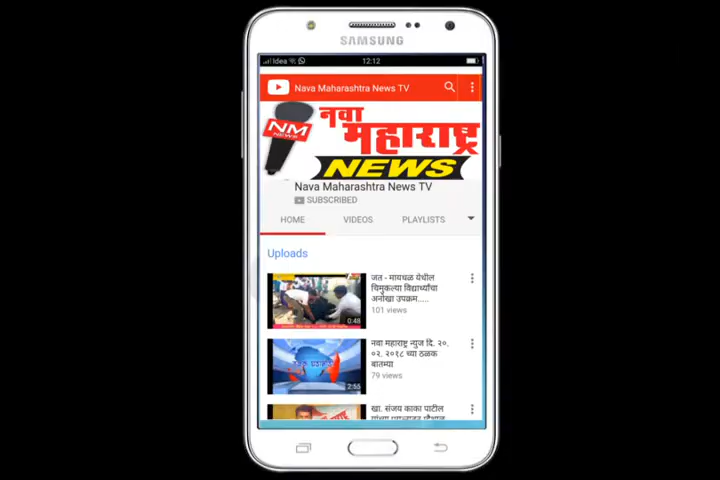 SAMSUNG
Idea 12:12
Nava Maharashtra News TV
नवा
महाराष्ट्र
NM
NEWS
NEWS
Nava Maharashtra News TV
SUBSCRIBED
HOME VIDEOS PLAYLISTS
Uploads
जत - मायथळ येथील
चिमुकल्या विद्यार्थ्यांचा
अनोखा उपक्रम.....
101 views
0:48
नवा महाराष्ट्र न्युज दि. २०.
०२. २०१८ च्या ठळक
बातम्या
79 views
2:55
खा. संजय काका पाटील